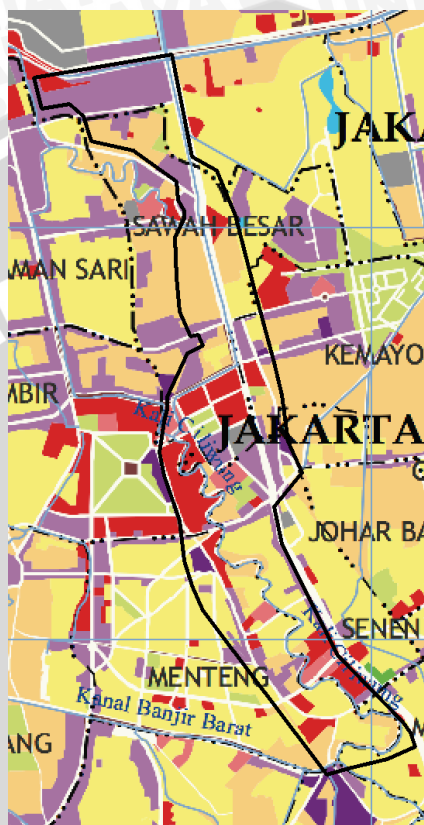 JAKA
SAWAH BESAR
AMAN SARI
KEMAYO
MBIR
Kali Ciliwung
JAKARTA
JOHAR BA
SENEN
Kali Ciliwung
MENTENG
Kanal Banjir Barat
ANG
M